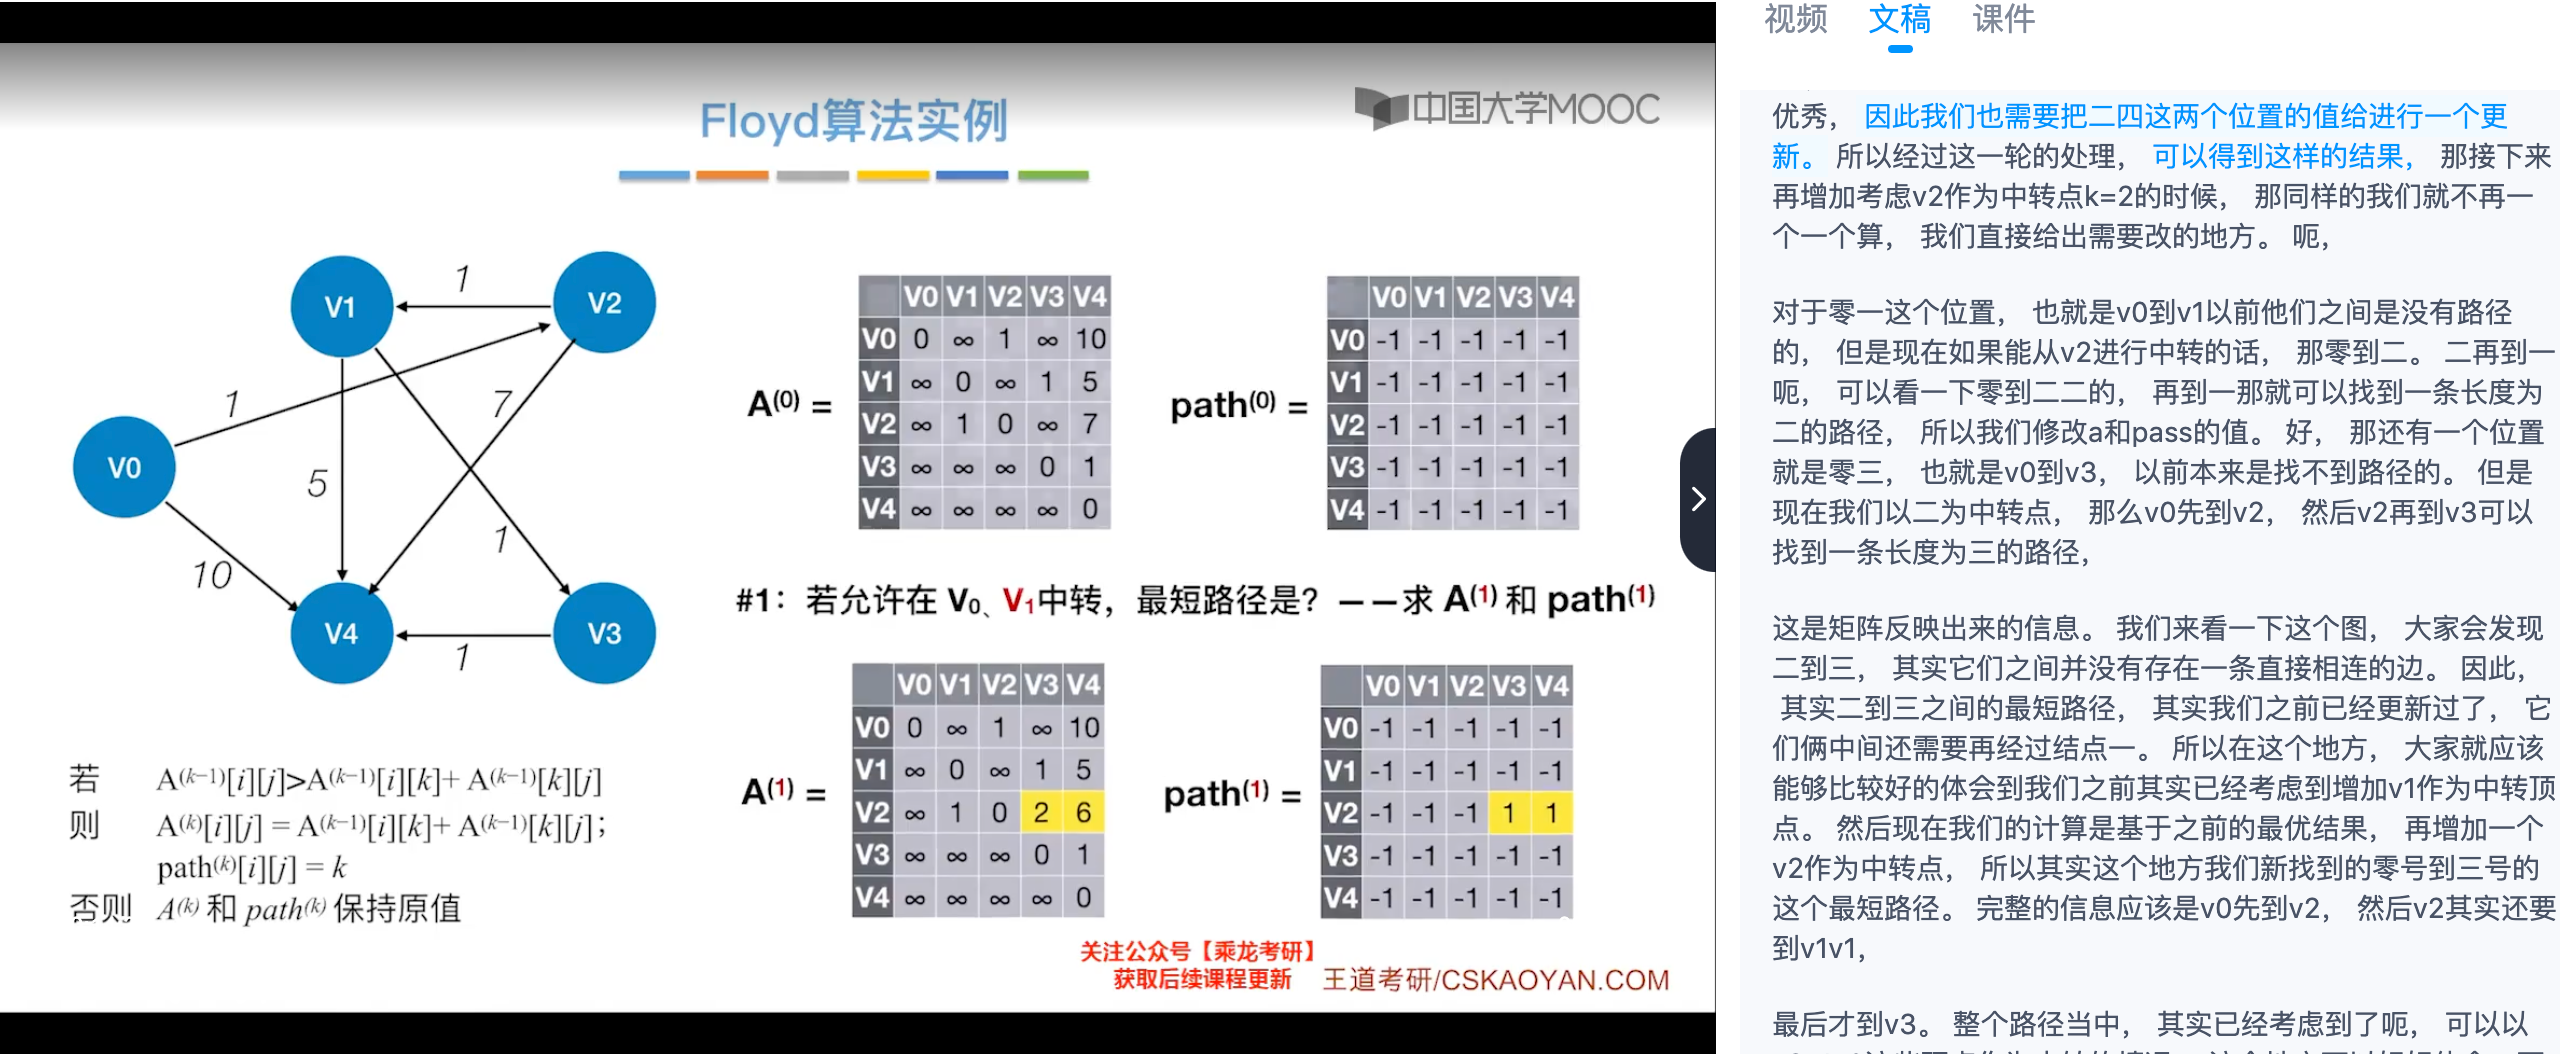 Floyd算法实例
中国大学MOOC
V1
V2
V0
V4
V3
1
1
7
5
1
10
1
A(0) =
V0 V1 V2 V3 V4
V0 0 ∞ 1 ∞ 10
V1 ∞ 0 ∞ 1 5
V2 ∞ 1 0 ∞ 7
V3 ∞ ∞ ∞ 0 1
V4 ∞ ∞ ∞ ∞ 0
path(0) =
V0 V1 V2 V3 V4
V0 -1 -1 -1 -1 -1
V1 -1 -1 -1 -1 -1
V2 -1 -1 -1 -1 -1
V3 -1 -1 -1 -1 -1
V4 -1 -1 -1 -1 -1
#1：若允许在 V0、V1中转，最短路径是？——求 A(1) 和 path(1)
A(1) =
V0 V1 V2 V3 V4
V0 0 ∞ 1 ∞ 10
V1 ∞ 0 ∞ 1 5
V2 ∞ 1 0 2 6
V3 ∞ ∞ ∞ 0 1
V4 ∞ ∞ ∞ ∞ 0
path(1) =
V0 V1 V2 V3 V4
V0 -1 -1 -1 -1 -1
V1 -1 -1 -1 -1 -1
V2 -1 -1 -1 1 1
V3 -1 -1 -1 -1 -1
V4 -1 -1 -1 -1 -1
若 A(k−1)[i][j]>A(k−1)[i][k]+ A(k−1)[k][j]
则 A(k)[i][j] = A(k−1)[i][k]+ A(k−1)[k][j];
path(k)[i][j] = k
否则 A(k) 和 path(k) 保持原值
关注公众号【乘龙考研】
获取后续课程更新
王道考研/CSKAOYAN.COM
视频 文稿 课件
优秀， 因此我们也需要把二四这两个位置的值给进行一个更
新。 所以经过这一轮的处理， 可以得到这样的结果， 那接下来
再增加考虑v2作为中转点k=2的时候， 那同样的我们就不再一
个一个算， 我们直接给出需要改的地方。 呃，
对于零一这个位置， 也就是v0到v1以前他们之间是没有路径
的， 但是现在如果能从v2进行中转的话， 那零到二。 二再到一
呃， 可以看一下零到二二的， 再到一那就可以找到一条长度为
二的路径， 所以我们修改a和pass的值。 好， 那还有一个位置
就是零三， 也就是v0到v3， 以前本来是找不到路径的。 但是
现在我们以二为中转点， 那么v0先到v2， 然后v2再到v3可以
找到一条长度为三的路径，
这是矩阵反映出来的信息。 我们来看一下这个图， 大家会发现
二到三， 其实它们之间并没有存在一条直接相连的边。 因此，
其实二到三之间的最短路径， 其实我们之前已经更新过了， 它
们俩中间还需要再经过结点一。 所以在这个地方， 大家就应该
能够比较好的体会到我们之前其实已经考虑到增加v1作为中转顶
点。 然后现在我们的计算是基于之前的最优结果， 再增加一个
v2作为中转点， 所以其实这个地方我们新找到的零号到三号的
这个最短路径。 完整的信息应该是v0先到v2， 然后v2其实还要
到v1v1，
最后才到v3。 整个路径当中， 其实已经考虑到了呃， 可以以